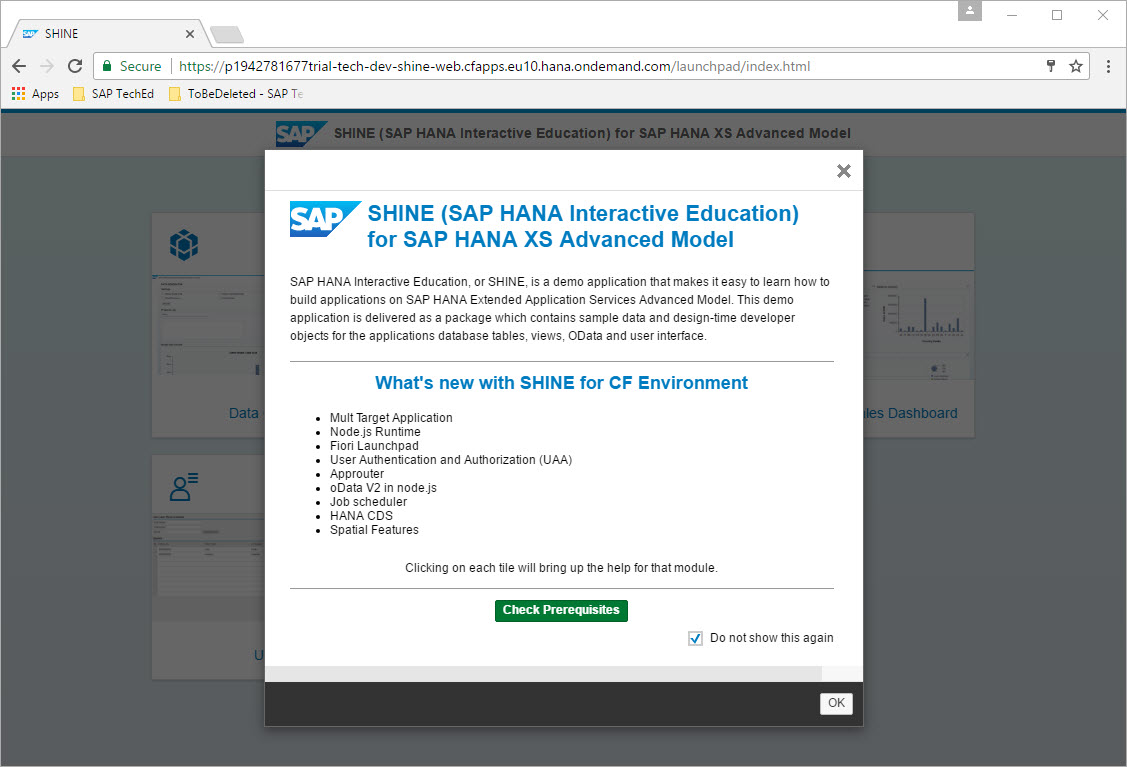 SAP SHINE
Secure https://p1942781677trial-tech-dev-shine-web.cfapps.eu10.hana.ondemand.com/launchpad/index.html
Apps SAP TechEd ToBeDeleted - SAP Te
SAP SHINE (SAP HANA Interactive Education) for SAP HANA XS Advanced Model
SAP SHINE (SAP HANA Interactive Education)
for SAP HANA XS Advanced Model
SAP HANA Interactive Education, or SHINE, is a demo application that makes it easy to learn how to
build applications on SAP HANA Extended Application Services Advanced Model. This demo
application is delivered as a package which contains sample data and design-time developer
objects for the applications database tables, views, OData and user interface.
What's new with SHINE for CF Environment
Mult Target Application
Node.js Runtime
Fiori Launchpad
User Authentication and Authorization (UAA)
Approuter
oData V2 in node.js
Job scheduler
HANA CDS
Spatial Features
Clicking on each tile will bring up the help for that module.
Check Prerequisites
Do not show this again
OK
Data
les Dashboard
U